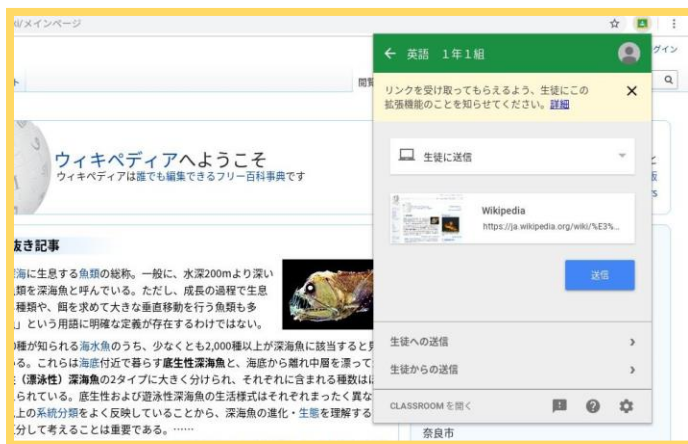 ki/メインページ
ト
閲覧
グイン
ウィキペディアへようこそ
ウィキペディアは誰でも編集できるフリー百科事典です
抜き記事
海に生息する魚類の総称。一般に、水深200mより深い
類を深海魚と呼んでいる。ただし、成長の過程で生息
種類や、餌を求めて大きな垂直移動を行う魚類も多
」という用語に明確な定義が存在するわけではない。
種が知られる海水魚のうち、少なくとも2,000種以上が深海魚に該当すると見
る。これらは海底付近で暮らす底生性深海魚と、海底から離れ中層を漂って
（漂泳性）深海魚の2タイプに大きく分けられ、それぞれに含まれる種数はほ
られている。底生性および遊泳性深海魚の生活様式はそれぞれまったく異な
上の系統分類をよく反映していることから、深海魚の進化・生態を理解する
分して考えることは重要である。……
英語 1年1組
リンクを受け取ってもらえるよう、生徒にこの
拡張機能のことを知らせてください。詳細
生徒に送信
Wikipedia
https://ja.wikipedia.org/wiki/%E3%...
送信
生徒への送信
生徒からの送信
CLASSROOM を開く
奈良市